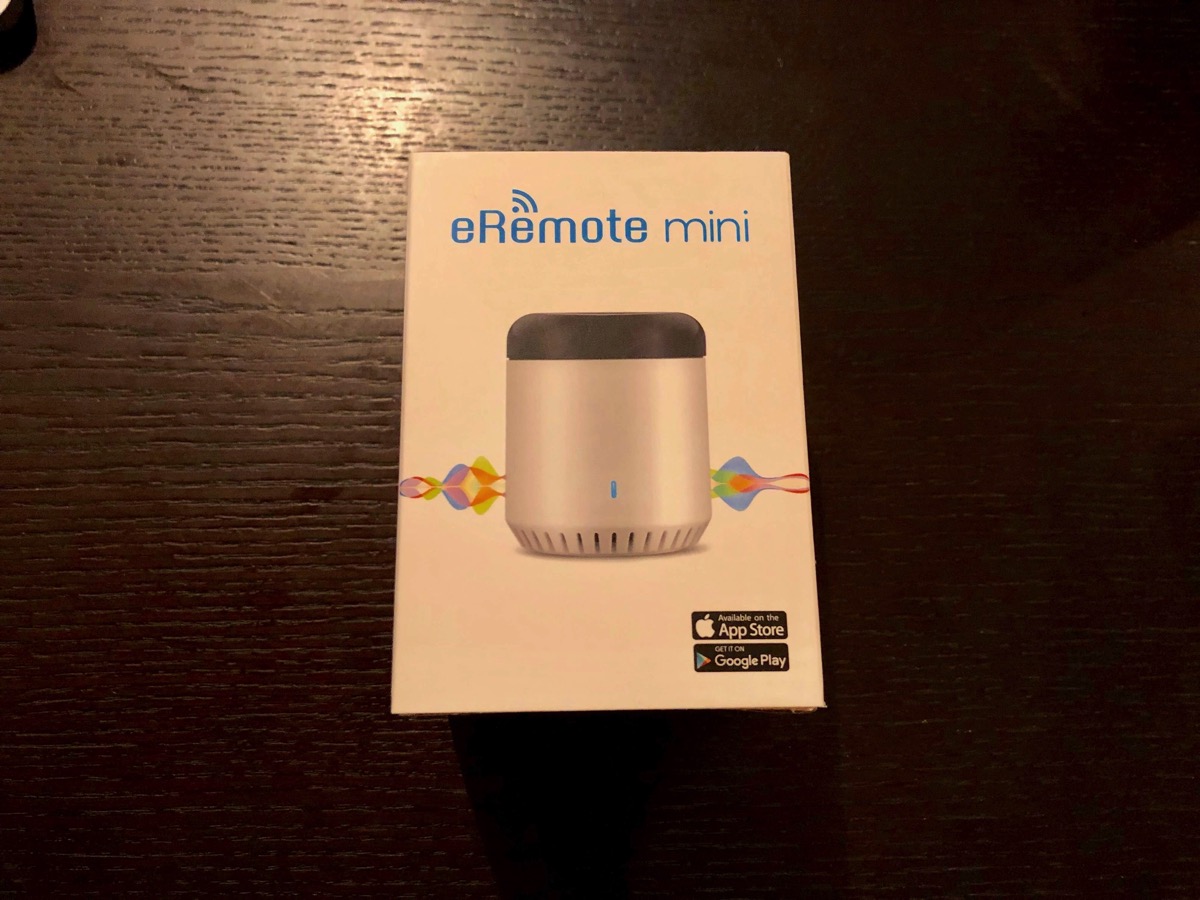 eRemote mini
Available on the
App Store
GET IT ON
Google Play